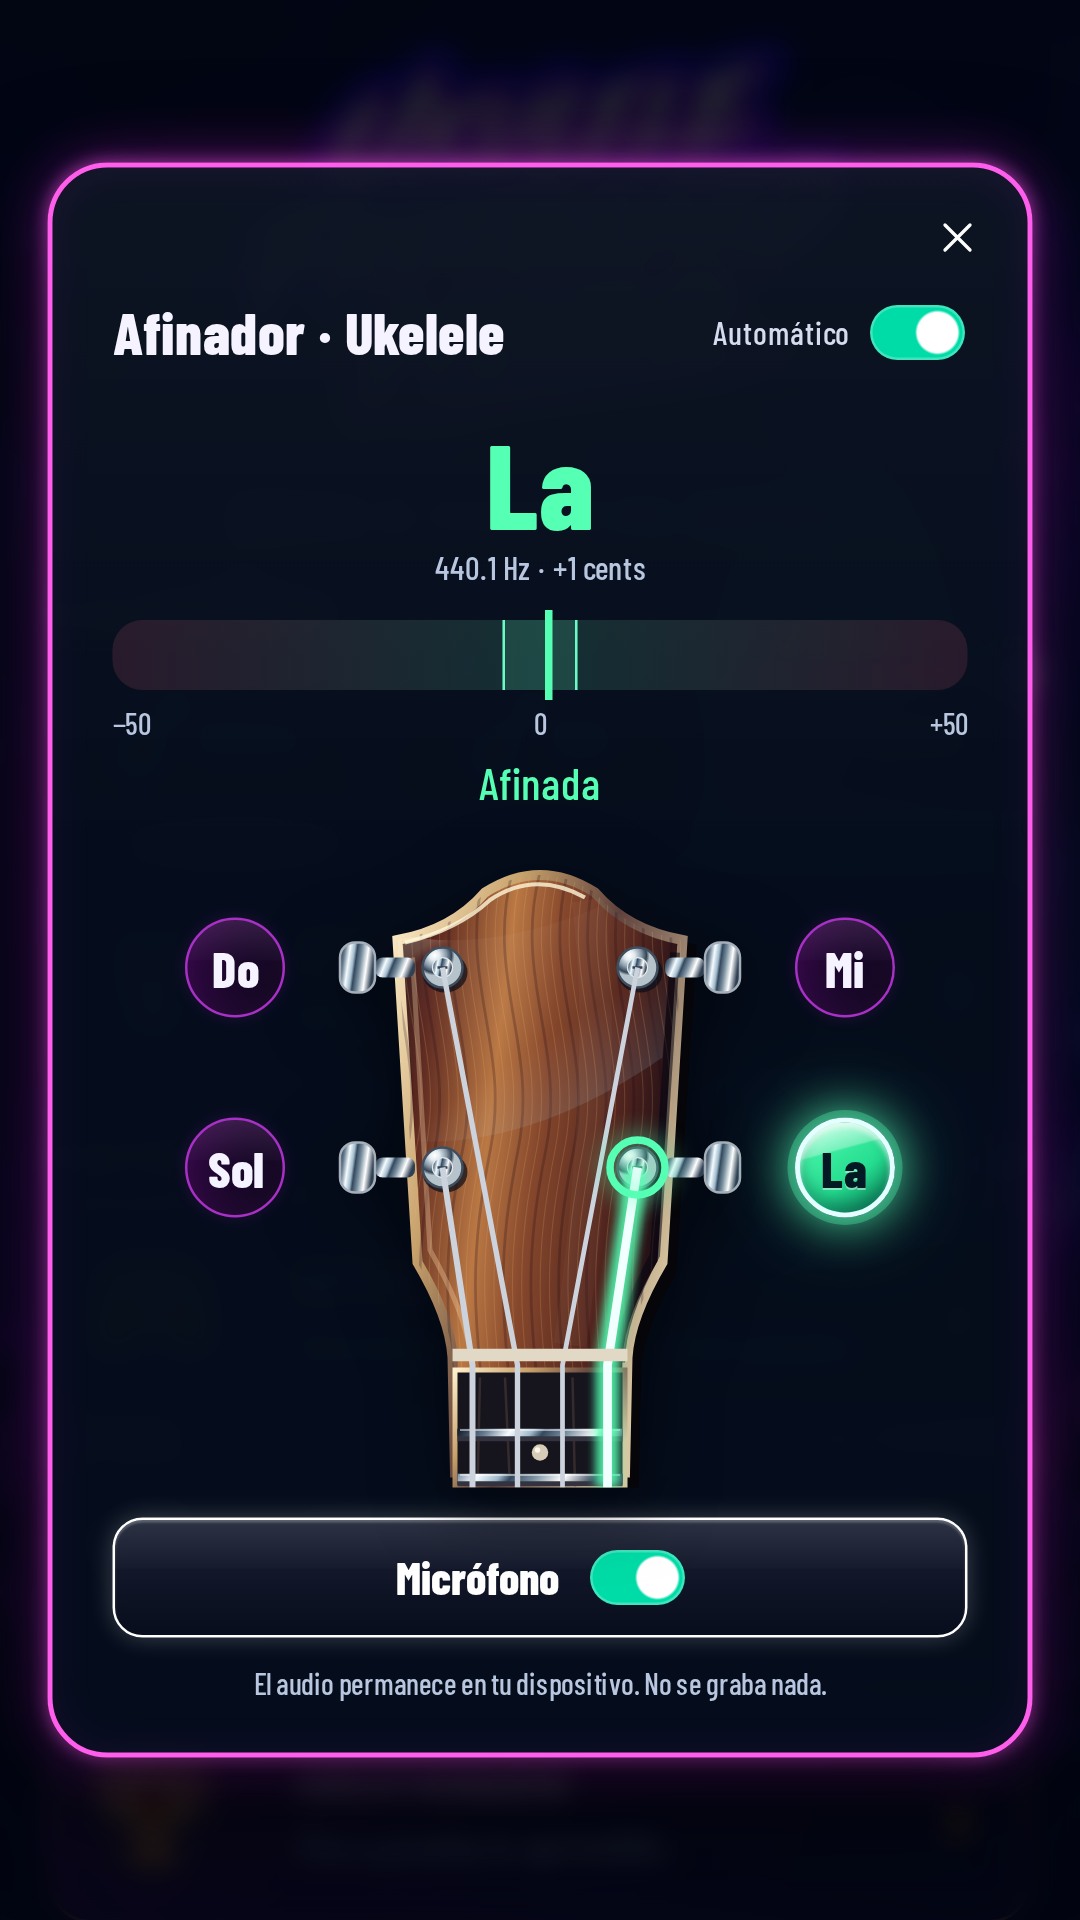 Afinador · Ukelele
Automático
La
440.1 Hz · +1 cents
−50 0 +50
Afinada
Do Mi
Sol La
Micrófono
El audio permanece en tu dispositivo. No se graba nada.